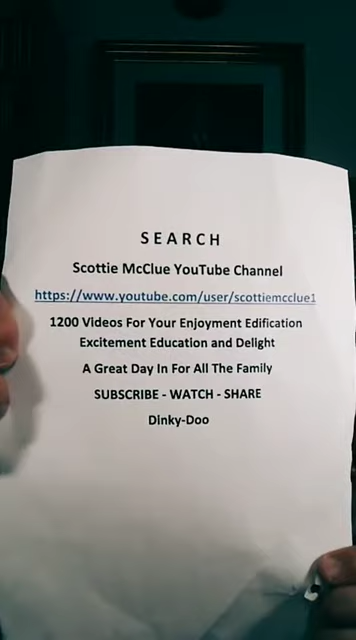 SEARCH
Scottie McClue YouTube Channel
https://www.youtube.com/user/scottiemcclue1
1200 Videos For Your Enjoyment Edification
Excitement Education and Delight
A Great Day In For All The Family
SUBSCRIBE - WATCH - SHARE
Dinky-Doo